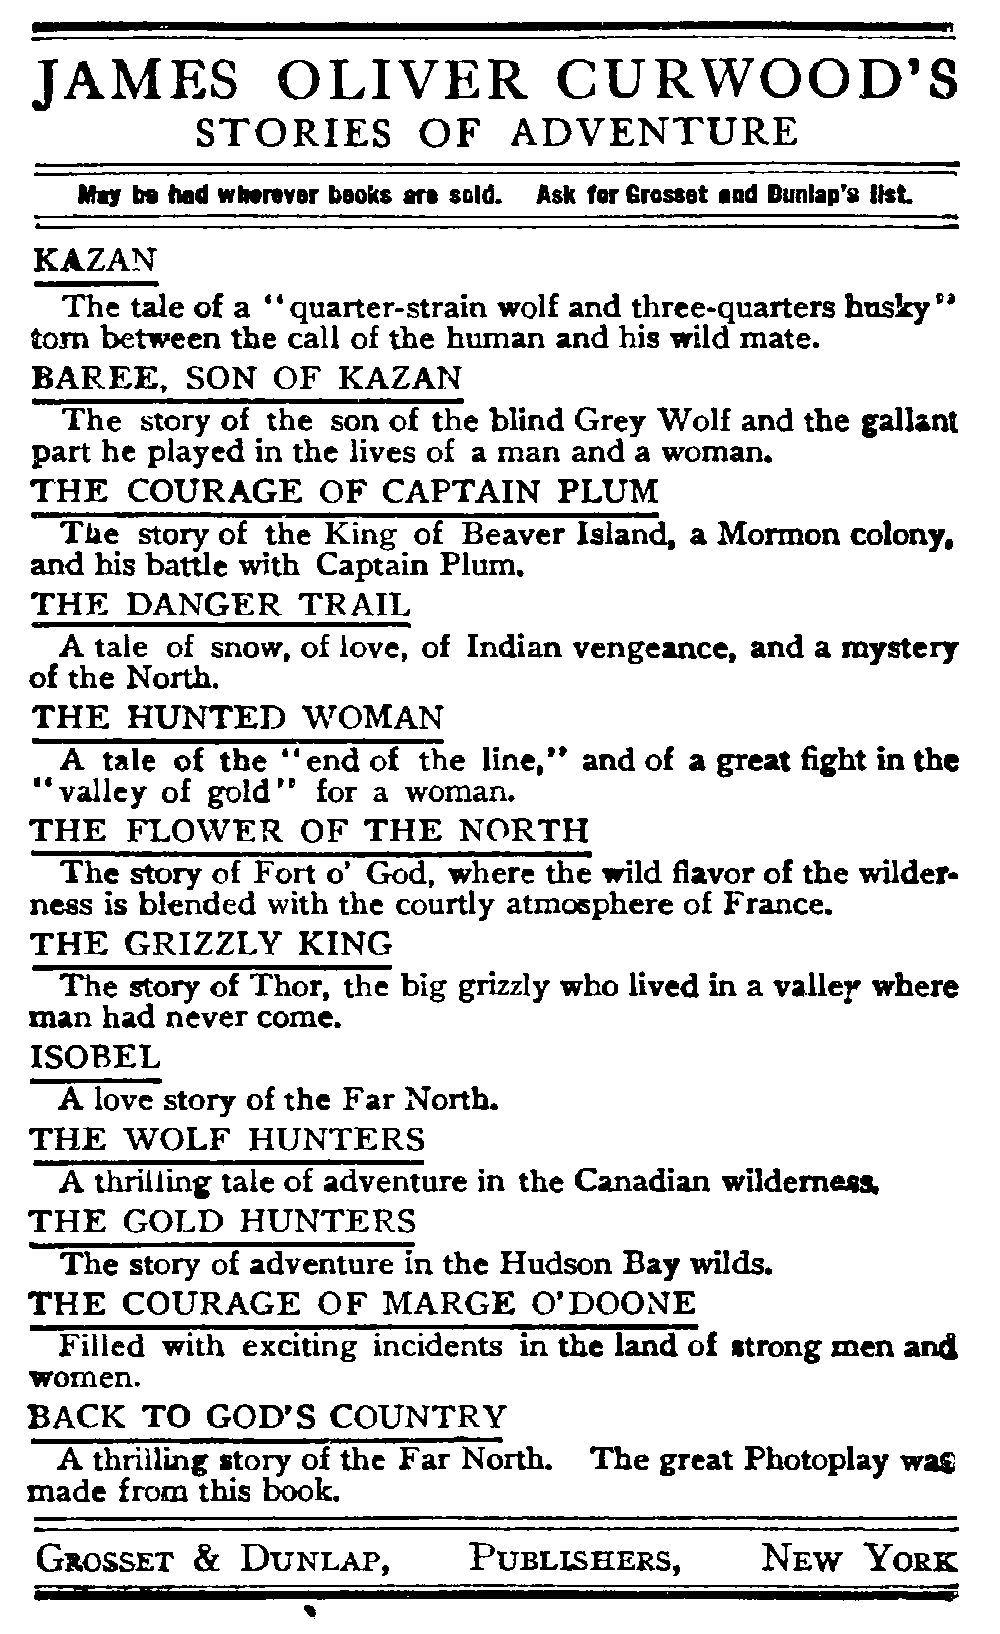 JAMES OLIVER CURWOOD'S
STORIES OF ADVENTURE
May be had wherever books are sold. Ask for Grosset and Dunlap's list.
KAZAN
The tale of a "quarter-strain wolf and three-quarters husky"
torn between the call of the human and his wild mate.
BAREE, SON OF KAZAN
The story of the son of the blind Grey Wolf and the gallant
part he played in the lives of a man and a woman.
THE COURAGE OF CAPTAIN PLUM
The story of the King of Beaver Island, a Mormon colony,
and his battle with Captain Plum.
THE DANGER TRAIL
A tale of snow, of love, of Indian vengeance, and a mystery
of the North.
THE HUNTED WOMAN
A tale of the "end of the line," and of a great fight in the
"valley of gold" for a woman.
THE FLOWER OF THE NORTH
The story of Fort o' God, where the wild flavor of the wilder-
ness is blended with the courtly atmosphere of France.
THE GRIZZLY KING
The story of Thor, the big grizzly who lived in a valley where
man had never come.
ISOBEL
A love story of the Far North.
THE WOLF HUNTERS
A thrilling tale of adventure in the Canadian wilderness.
THE GOLD HUNTERS
The story of adventure in the Hudson Bay wilds.
THE COURAGE OF MARGE O'DOONE
Filled with exciting incidents in the land of strong men and
women.
BACK TO GOD'S COUNTRY
A thrilling story of the Far North. The great Photoplay was
made from this book.
GROSSET & DUNLAP, PUBLISHERS, NEW YORK